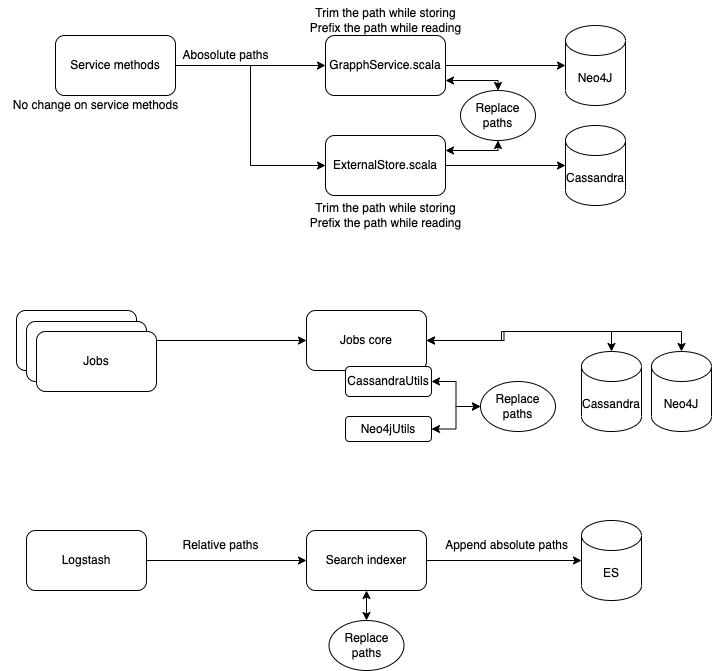 Trim the path while storing
Prefix the path while reading
Service methods
Abosolute paths
GrapphService.scala
Neo4J
No change on service methods
Replace
paths
ExternalStore.scala
Cassandra
Trim the path while storing
Prefix the path while reading
Jobs
Jobs core
CassandraUtils
Replace
paths
Neo4jUtils
Cassandra
Neo4J
Logstash
Relative paths
Search indexer
Append absolute paths
ES
Replace
paths